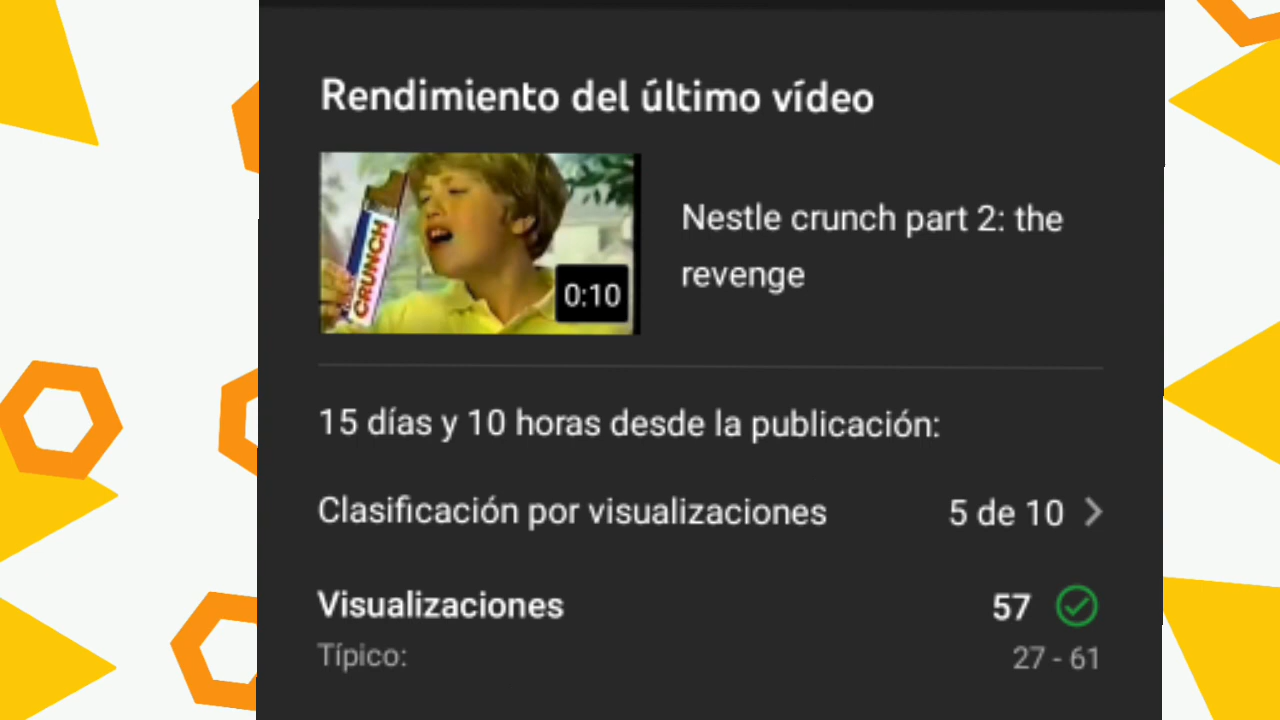 Rendimiento del último vídeo
CRUNCH
0:10
Nestle crunch part 2: the
revenge
15 días y 10 horas desde la publicación:
Clasificación por visualizaciones 5 de 10
Visualizaciones 57
Típico: 27 - 61